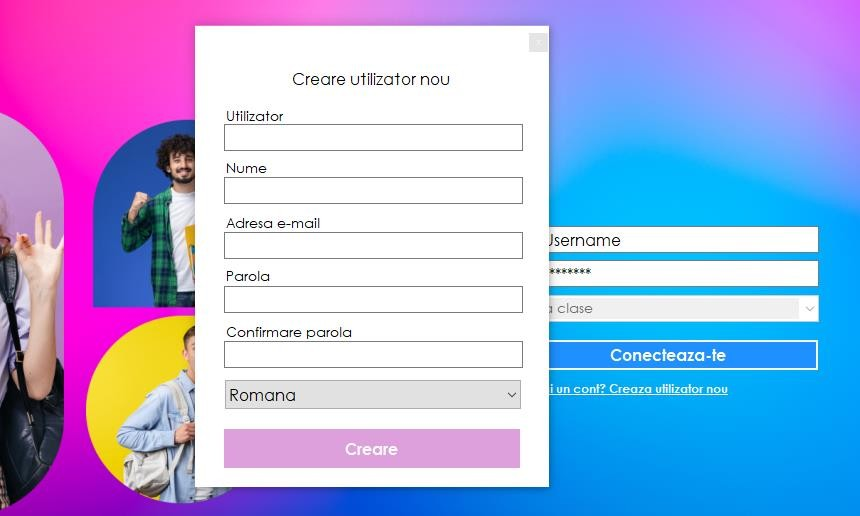 x
Creare utilizator nou
Utilizator
Nume
Adresa e-mail
Parola
Confirmare parola
Romana
Creare
Username
********
clase
Conecteaza-te
un cont? Creaza utilizator nou